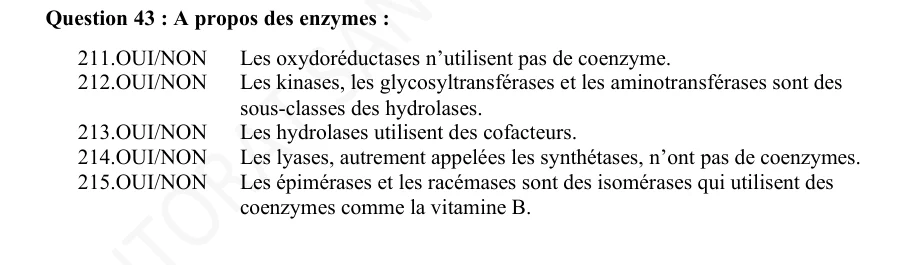 Question 43 : A propos des enzymes :
211.OUI/NON Les oxydoréductases n’utilisent pas de coenzyme.
212.OUI/NON Les kinases, les glycosyltransférases et les aminotransférases sont des
sous-classes des hydrolases.
213.OUI/NON Les hydrolases utilisent des cofacteurs.
214.OUI/NON Les lyases, autrement appelées les synthétases, n’ont pas de coenzymes.
215.OUI/NON Les épimérases et les racémases sont des isomérases qui utilisent des
coenzymes comme la vitamine B.